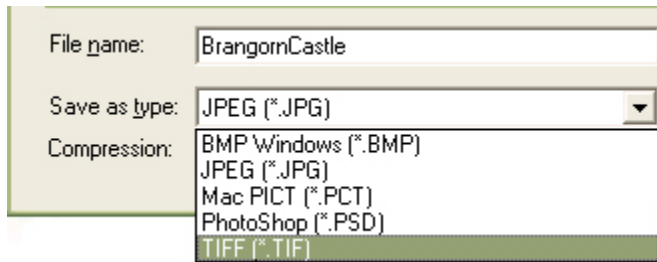 File name: BrangornCastle
Save as type: JPEG (*.JPG)
Compression: BMP Windows (*.BMP)
JPEG (*.JPG)
Mac PICT (*.PCT)
PhotoShop (*.PSD)
TIFF (*.TIF)